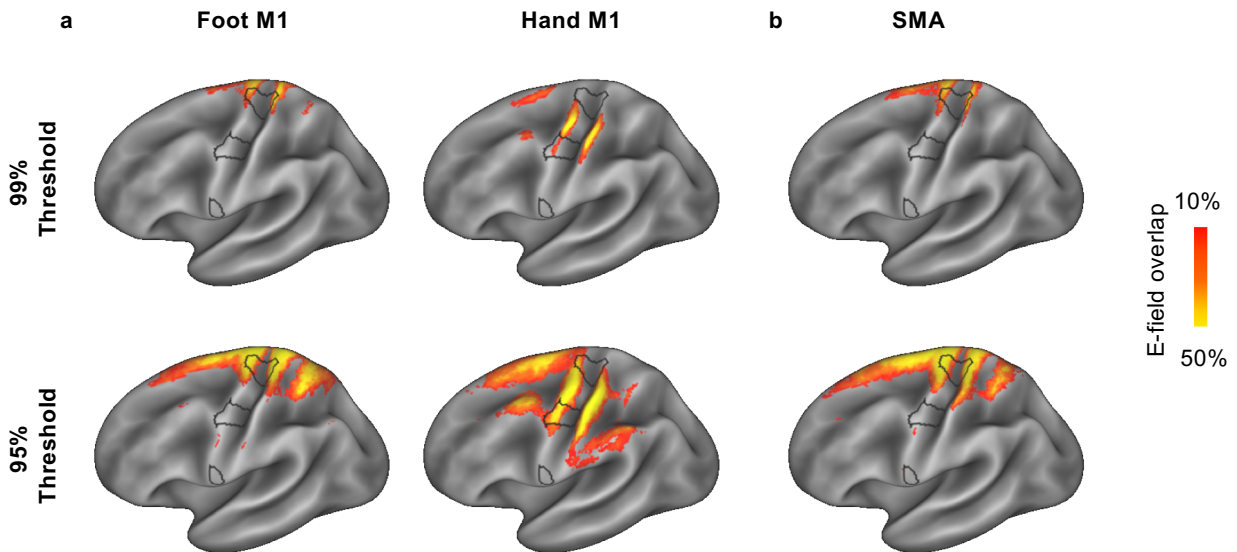 a
Foot M1
Hand M1
b
SMA
99%
Threshold
95%
Threshold
E-field overlap
10%
50%